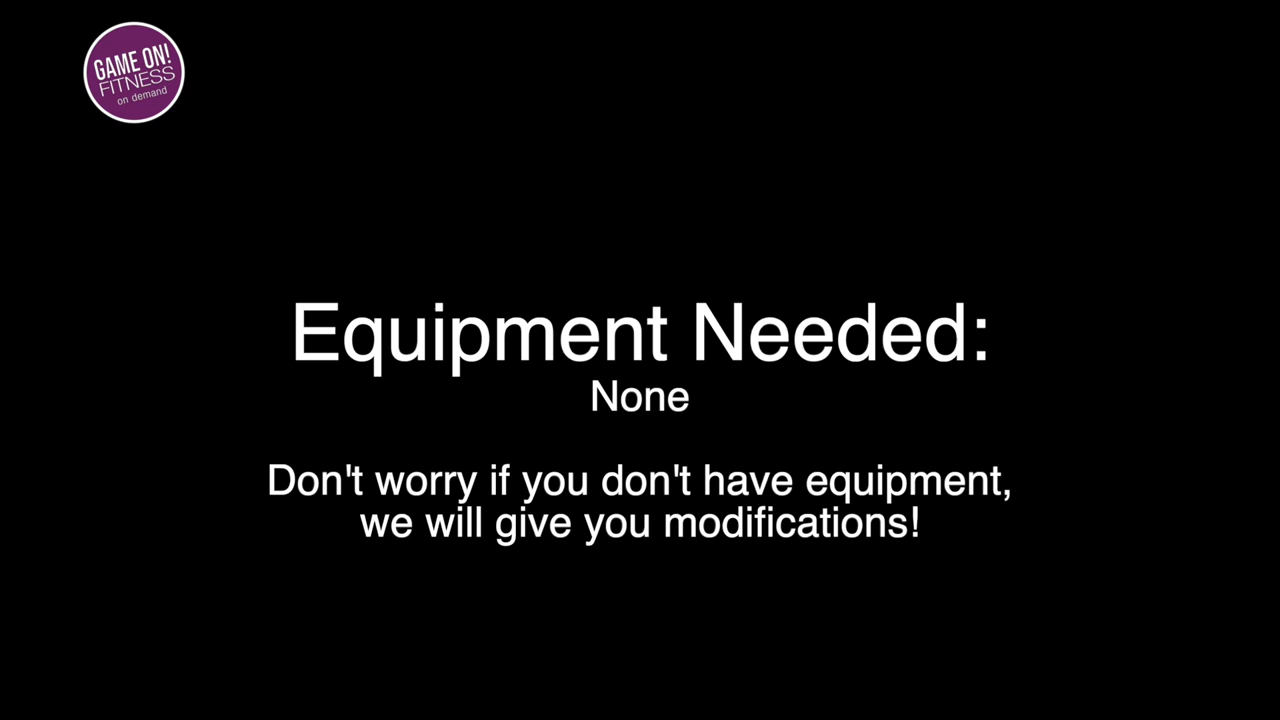 GAME ON!
FITNESS
on demand
Equipment Needed:
None
Don't worry if you don't have equipment,
we will give you modifications!